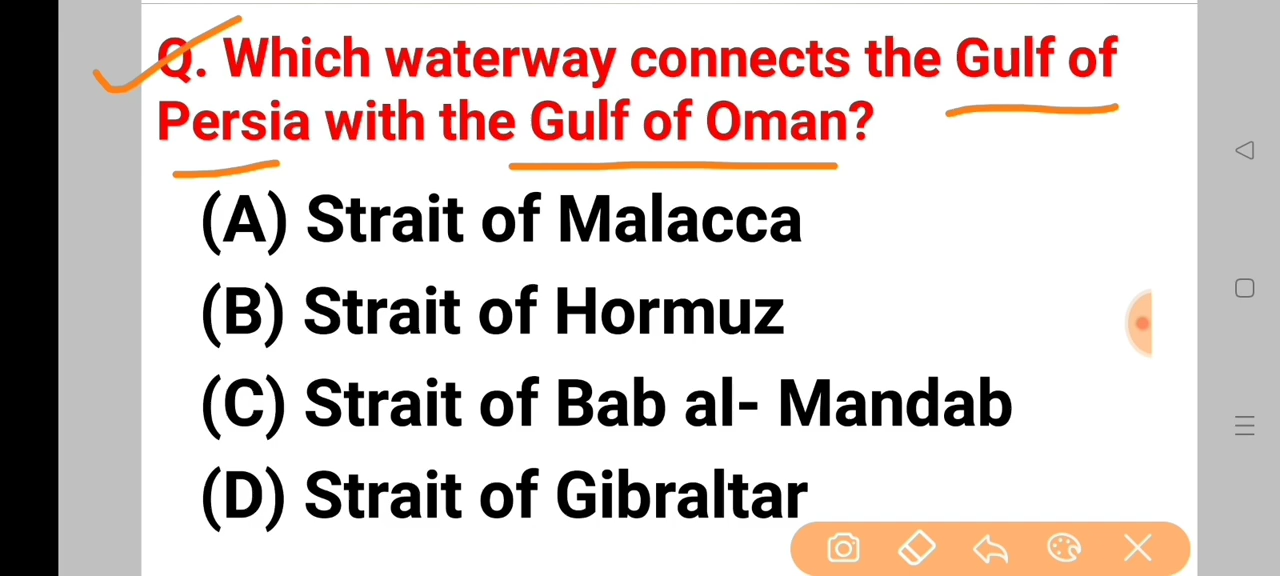 Q. Which waterway connects the Gulf of
Persia with the Gulf of Oman?
(A) Strait of Malacca
(B) Strait of Hormuz
(C) Strait of Bab al- Mandab
(D) Strait of Gibraltar